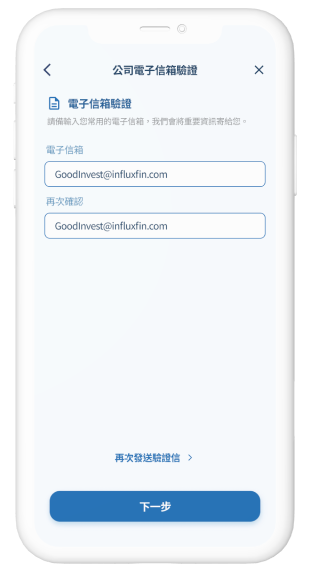 公司電子信箱驗證
電子信箱驗證
請備輸入您常用的電子信箱，我們會將重要資訊寄給您。
電子信箱
GoodInvest@influxfin.com
再次確認
GoodInvest@influxfin.com
再次發送驗證信
下一步